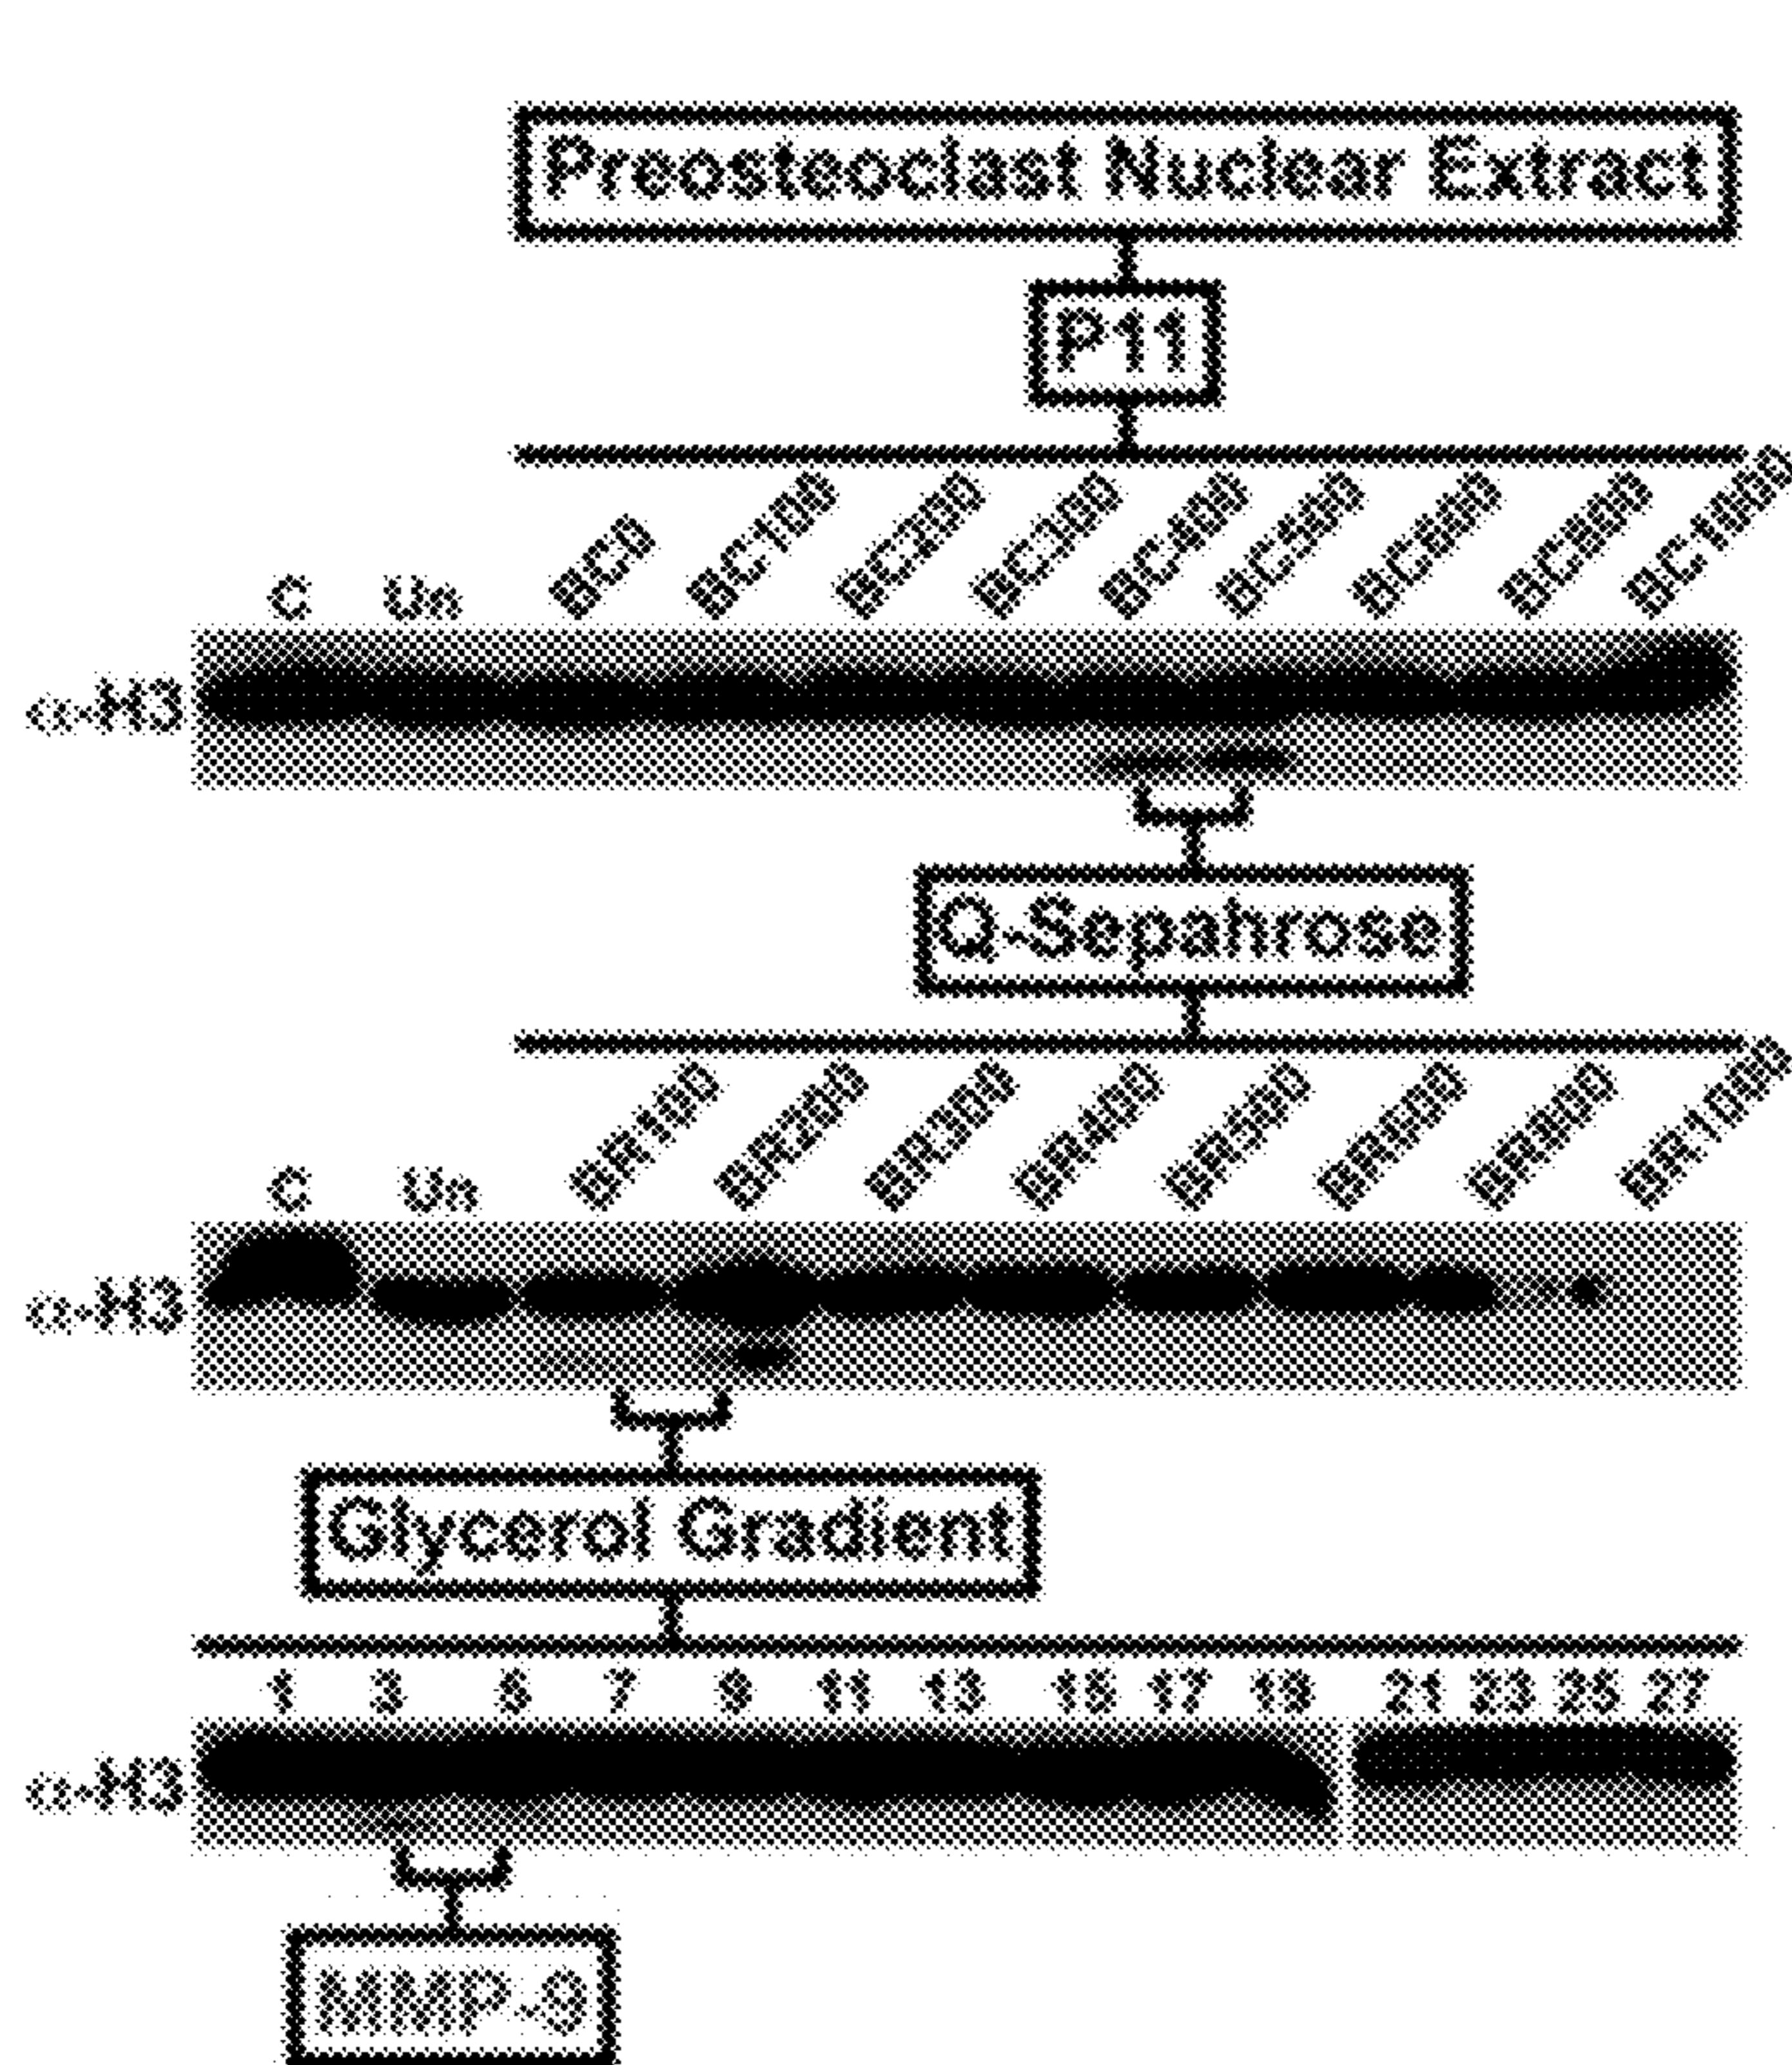 Preosteoclast Nuclear Extract
P11
C Un BC0 BC100 BC200 BC300 BC400 BC500 BC600 BC800 BC1000
α-H3
Q-Sepahrose
C Un BR100 BR200 BR300 BR400 BR500 BR600 BR800 BR1000
α-H3
Glycerol Gradient
1 3 5 7 9 11 13 15 17 19 21 23 25 27
α-H3
MMP-9